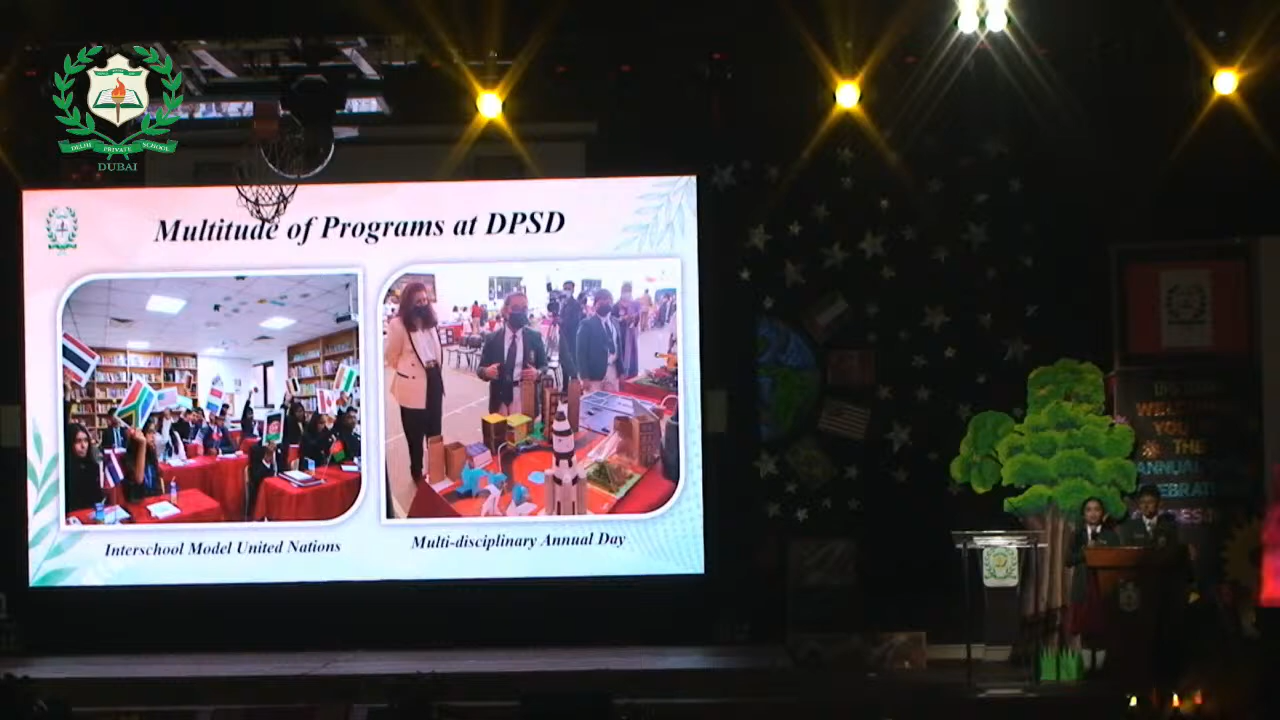 DELHI PRIVATE SCHOOL
DUBAI
Multitude of Programs at DPSD
Interschool Model United Nations
Multi-disciplinary Annual Day
WELCOME
YOU
THE
ANNUAL